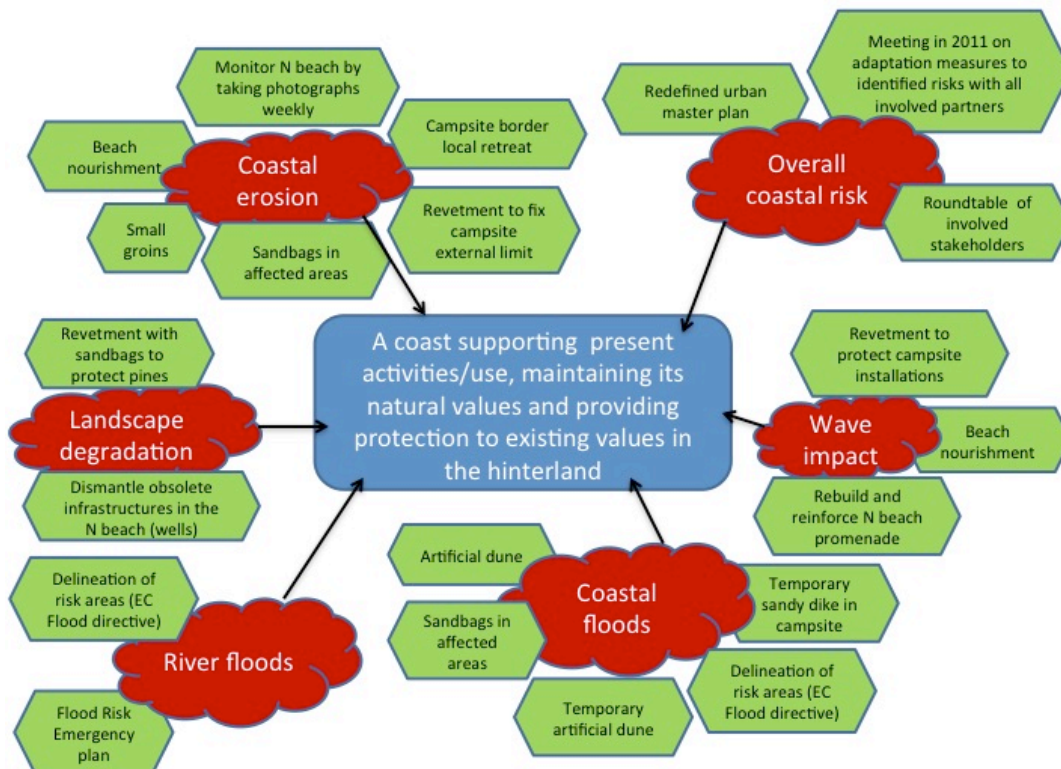 Monitor N beach by
taking photographs
weekly
Beach
nourishment
Coastal
erosion
Campsite border
local retreat
Small
groins
Sandbags in
affected areas
Revetment to fix
campsite
external limit
Redefined urban
master plan
Meeting in 2011 on
adaptation measures to
identified risks with all
involved partners
Overall
coastal risk
Roundtable of
involved
stakeholders
A coast supporting present
activities/use, maintaining its
natural values and providing
protection to existing values in
the hinterland
Revetment with
sandbags to
protect pines
Landscape
degradation
Dismantle obsolete
infrastructures in the
N beach (wells)
Revetment to
protect campsite
installations
Wave
impact
Beach
nourishment
Rebuild and
reinforce N beach
promenade
Delineation of
risk areas (EC
Flood directive)
River floods
Flood Risk
Emergency
plan
Artificial dune
Coastal
floods
Sandbags in
affected
areas
Temporary
sandy dike in
campsite
Temporary
artificial dune
Delineation of
risk areas (EC
Flood directive)